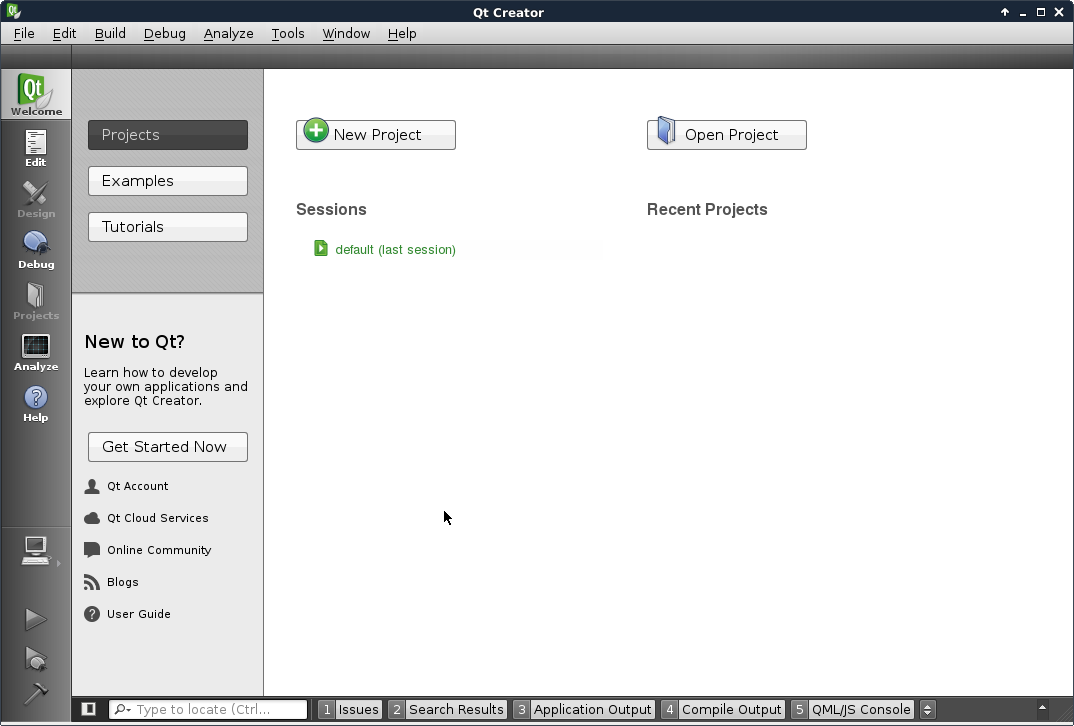 Qt Creator
File Edit Build Debug Analyze Tools Window Help
Qt
Welcome
Edit
Design
Debug
Projects
Analyze
Help
Projects
Examples
Tutorials
New to Qt?
Learn how to develop
your own applications and
explore Qt Creator.
Get Started Now
Qt Account
Qt Cloud Services
Online Community
Blogs
User Guide
New Project
Open Project
Sessions
default (last session)
Recent Projects
Type to locate (Ctrl...
1 Issues 2 Search Results 3 Application Output 4 Compile Output 5 QML/JS Console